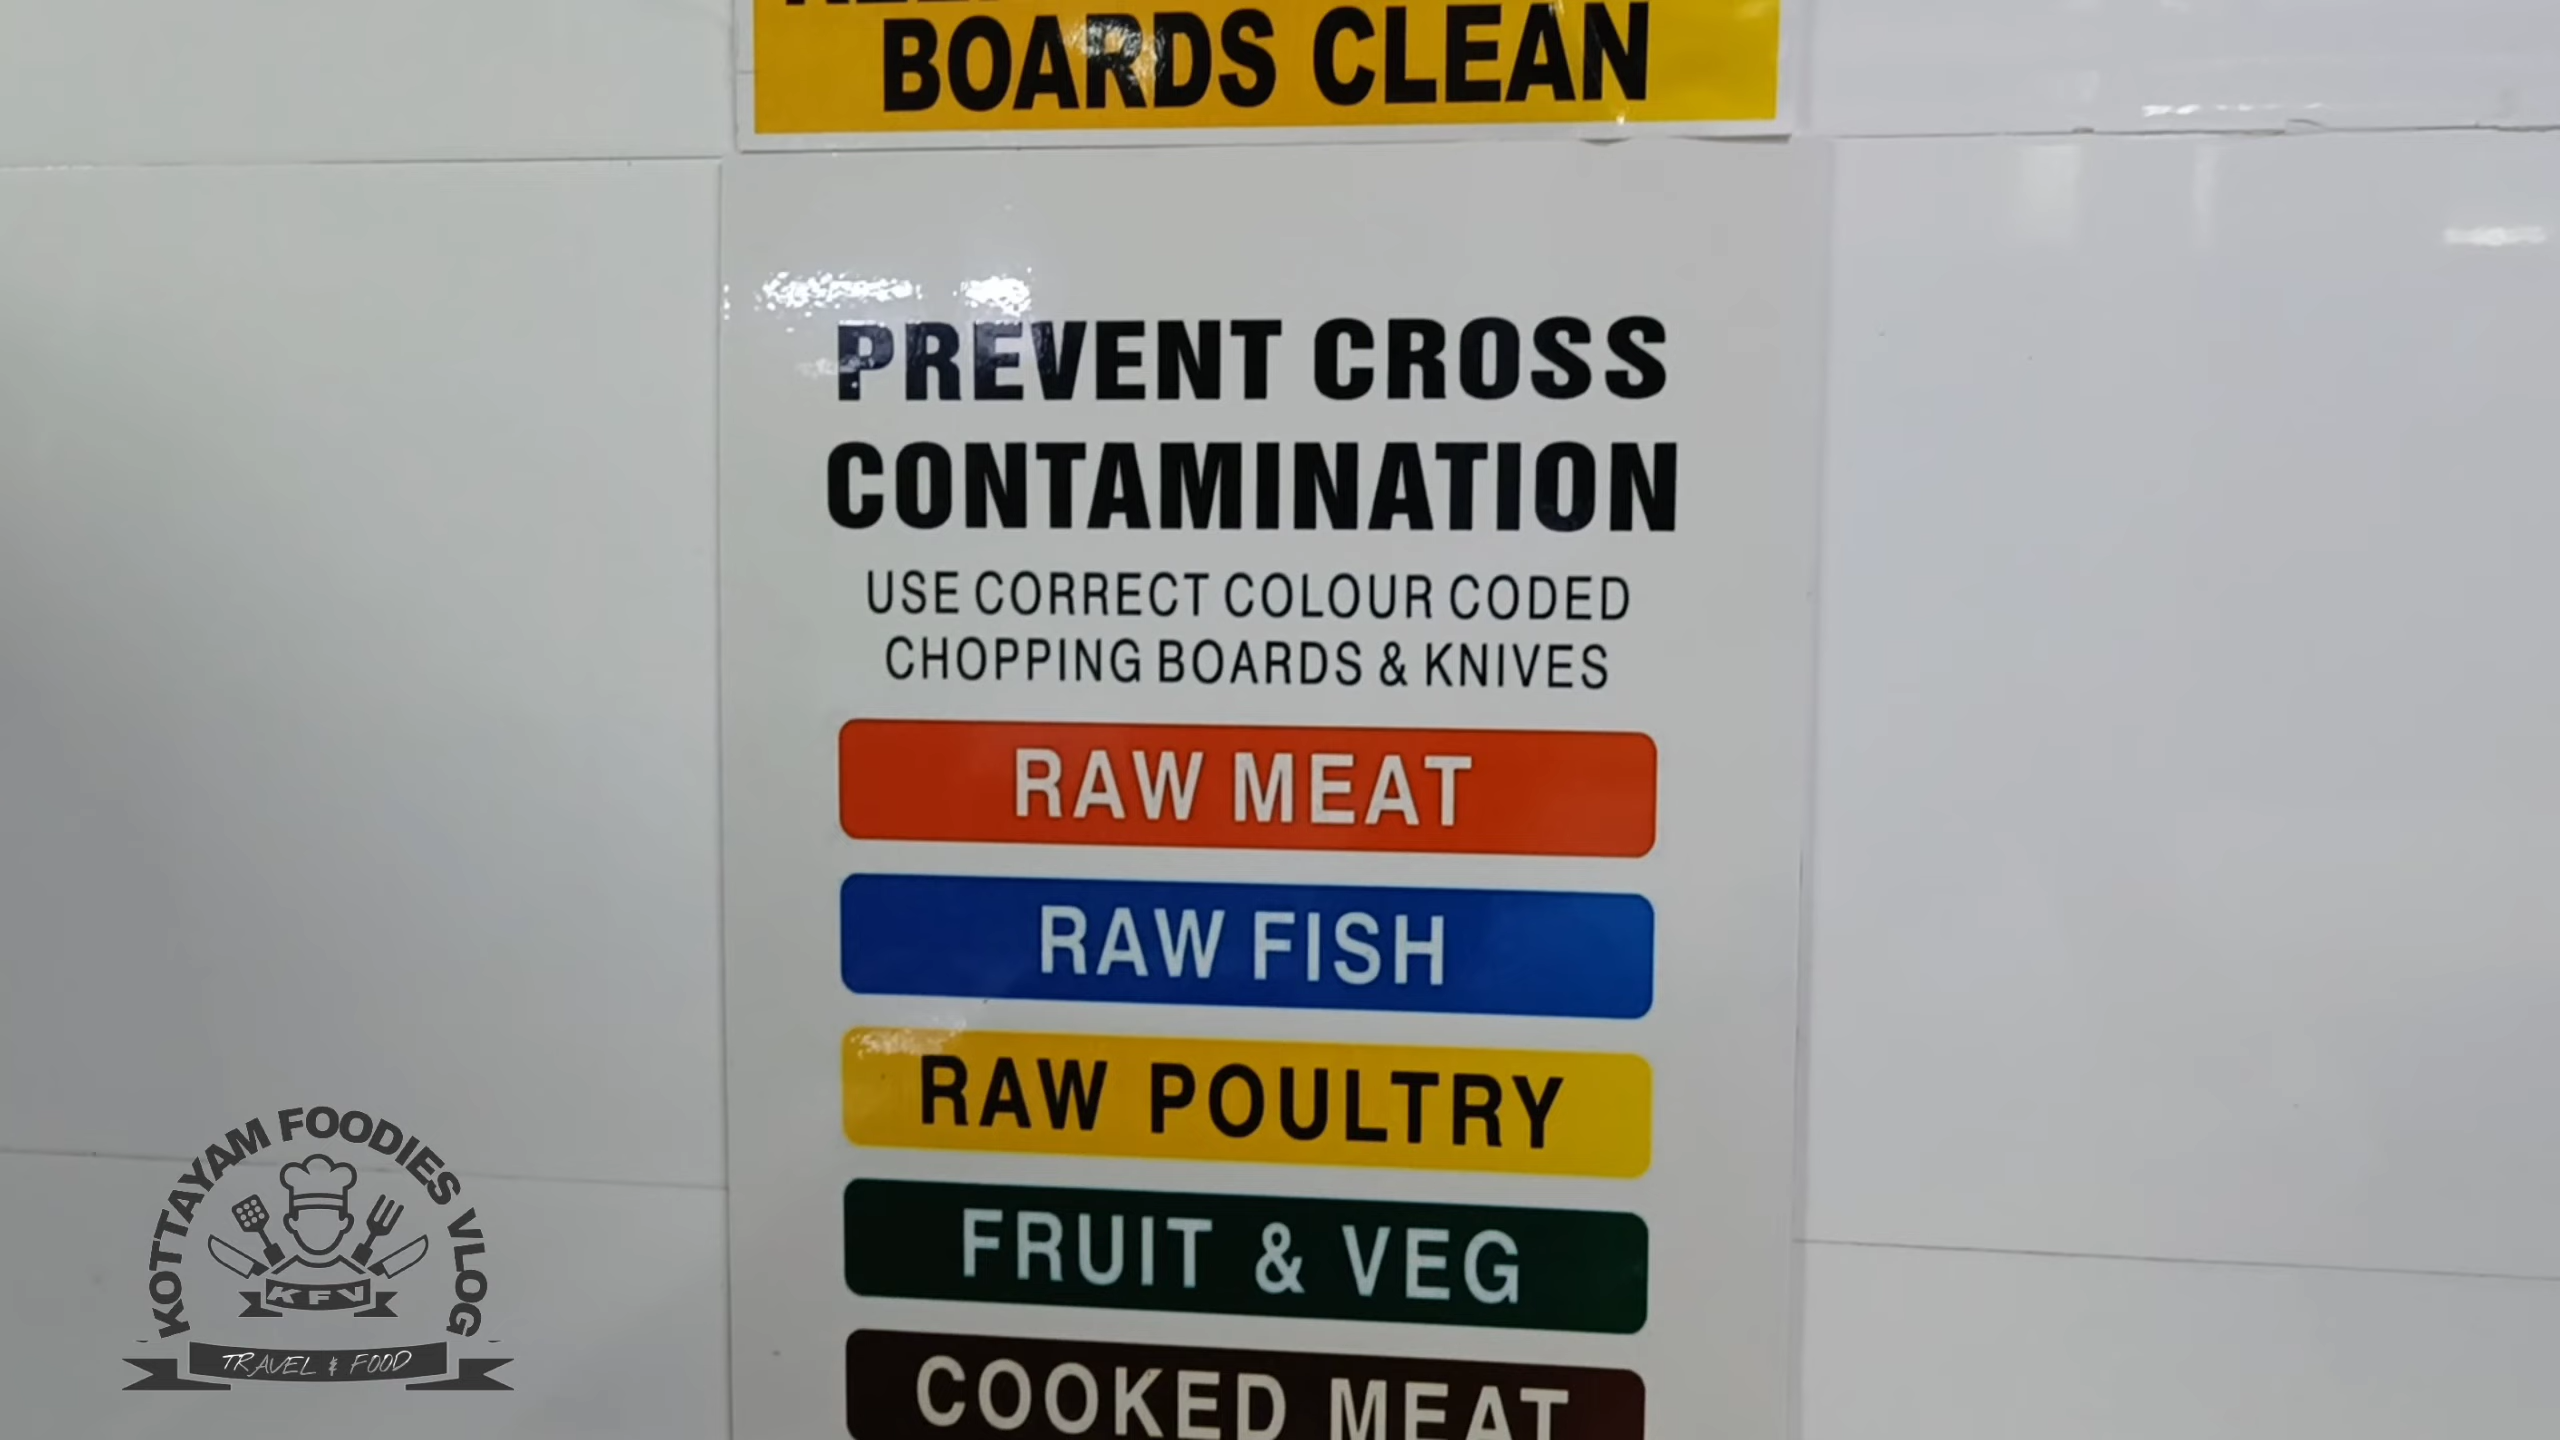 BOARDS CLEAN
PREVENT CROSS
CONTAMINATION
USE CORRECT COLOUR CODED
CHOPPING BOARDS & KNIVES
RAW MEAT
RAW FISH
RAW POULTRY
FRUIT & VEG
COOKED MEAT
KOTTAYAM FOODIES VLOG
KFV
TRAVEL & FOOD